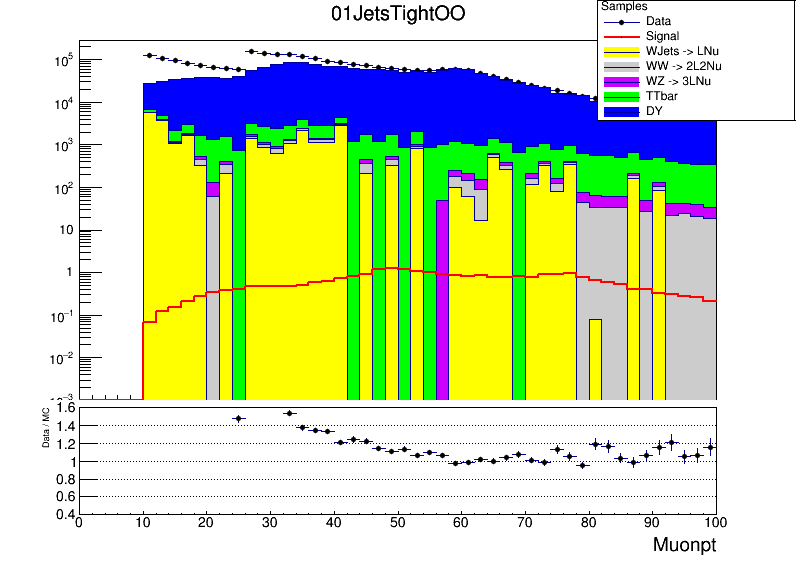 01JetsTightOO
Samples
Data
Signal
WJets -> LNu
WW -> 2L2Nu
WZ -> 3LNu
TTbar
DY
10^5
10^4
10^3
10^2
10
1
10^-1
10^-2
10^-3
Data / MC
1.6
1.4
1.2
1
0.8
0.6
0.4
0 10 20 30 40 50 60 70 80 90 100
Muonpt